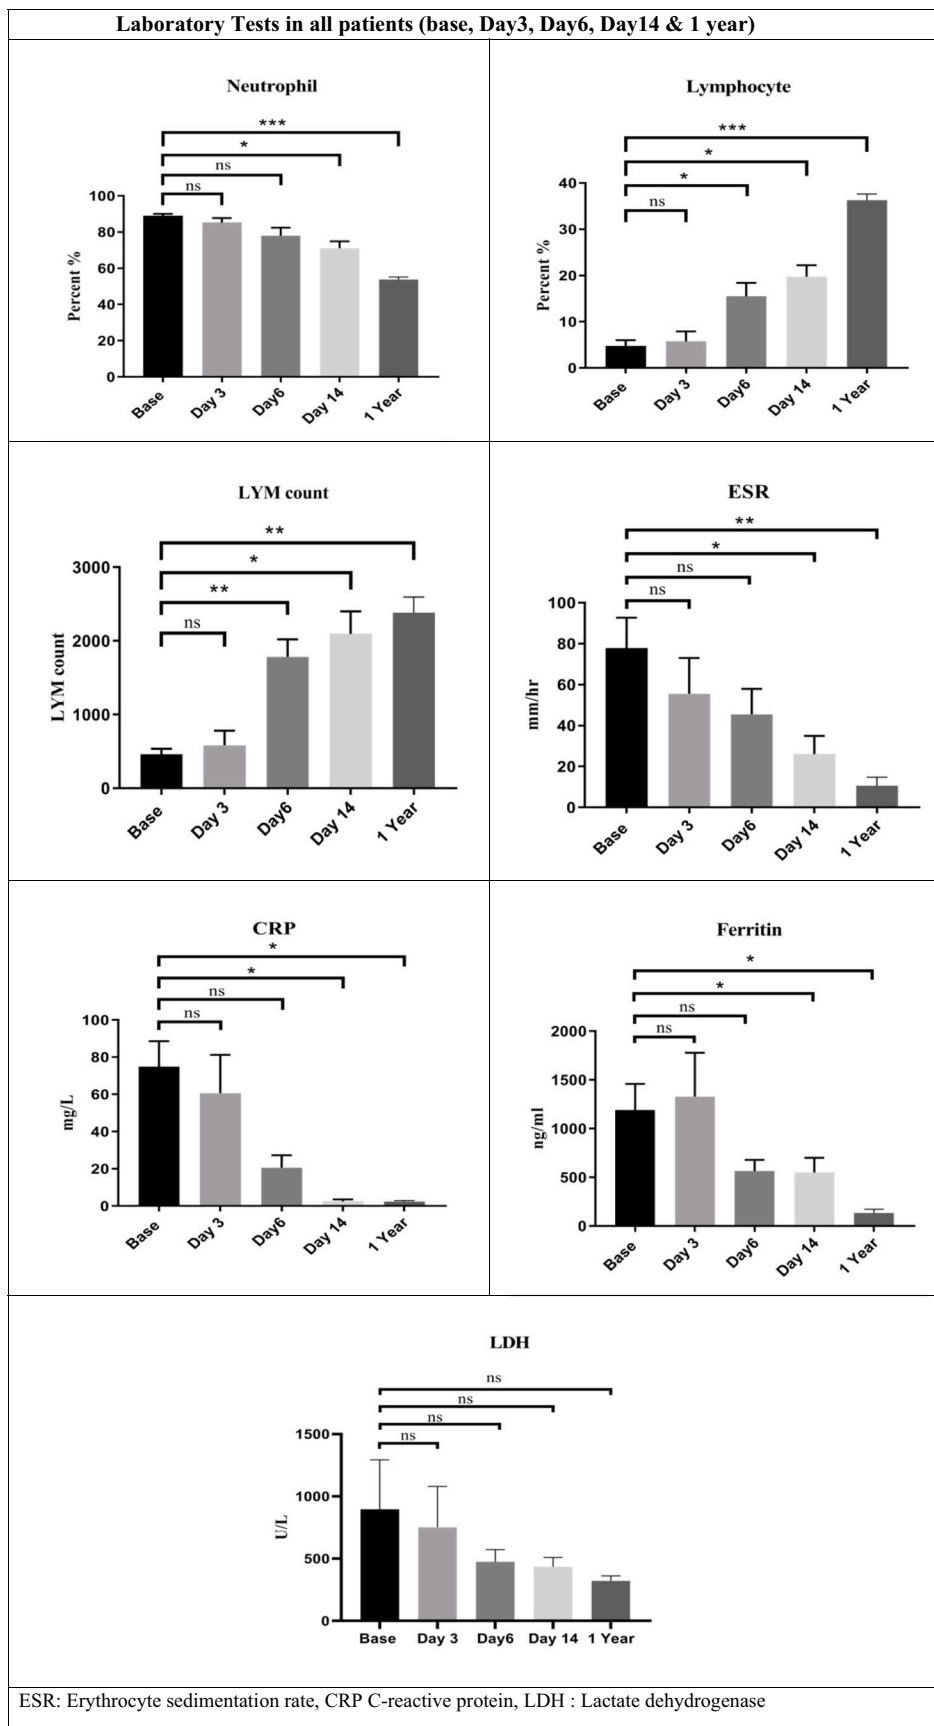 Laboratory Tests in all patients (base, Day3, Day6, Day14 & 1 year)
Neutrophil
***
*
ns
ns
Percent %
100
80
60
40
20
0
Base
Day 3
Day6
Day 14
1 Year
Lymphocyte
***
*
*
ns
Percent %
40
30
20
10
0
Base
Day 3
Day6
Day 14
1 Year
LYM count
**
*
**
ns
LYM count
3000
2000
1000
0
Base
Day 3
Day6
Day 14
1 Year
ESR
**
*
ns
ns
mm/hr
100
80
60
40
20
0
Base
Day 3
Day6
Day 14
1 Year
CRP
*
*
ns
ns
mg/L
100
80
60
40
20
0
Base
Day 3
Day6
Day 14
1 Year
Ferritin
*
*
ns
ns
ng/ml
2000
1500
1000
500
0
Base
Day 3
Day6
Day 14
1 Year
LDH
ns
ns
ns
ns
U/L
1500
1000
500
0
Base
Day 3
Day6
Day 14
1 Year
ESR: Erythrocyte sedimentation rate, CRP C-reactive protein, LDH : Lactate dehydrogenase